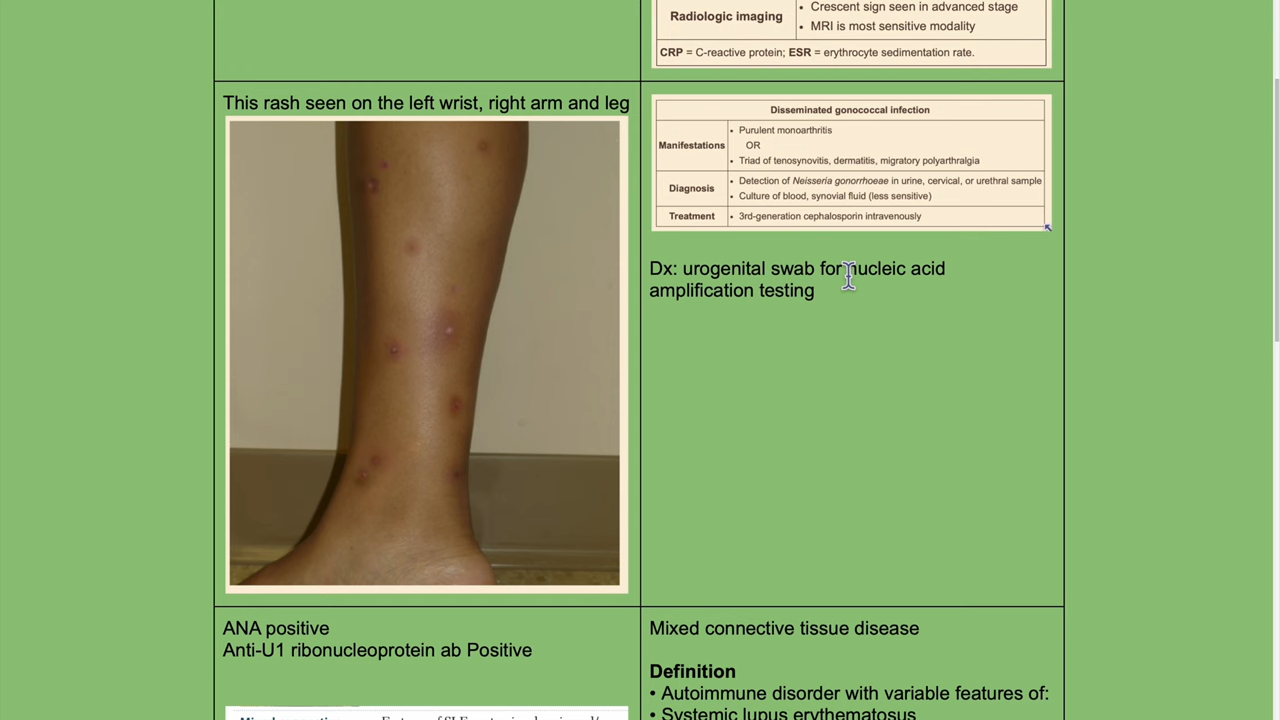 Crescent sign seen in advanced stage
Radiologic imaging
MRI is most sensitive modality
CRP = C-reactive protein; ESR = erythrocyte sedimentation rate.
This rash seen on the left wrist, right arm and leg
Disseminated gonococcal infection
Manifestations
• Purulent monoarthritis
OR
• Triad of tenosynovitis, dermatitis, migratory polyarthralgia
Diagnosis
• Detection of Neisseria gonorrhoeae in urine, cervical, or urethral sample
• Culture of blood, synovial fluid (less sensitive)
Treatment
• 3rd-generation cephalosporin intravenously
Dx: urogenital swab for nucleic acid
amplification testing
ANA positive
Anti-U1 ribonucleoprotein ab Positive
Mixed connective tissue disease
Definition
• Autoimmune disorder with variable features of:
• Systemic lupus erythematosus